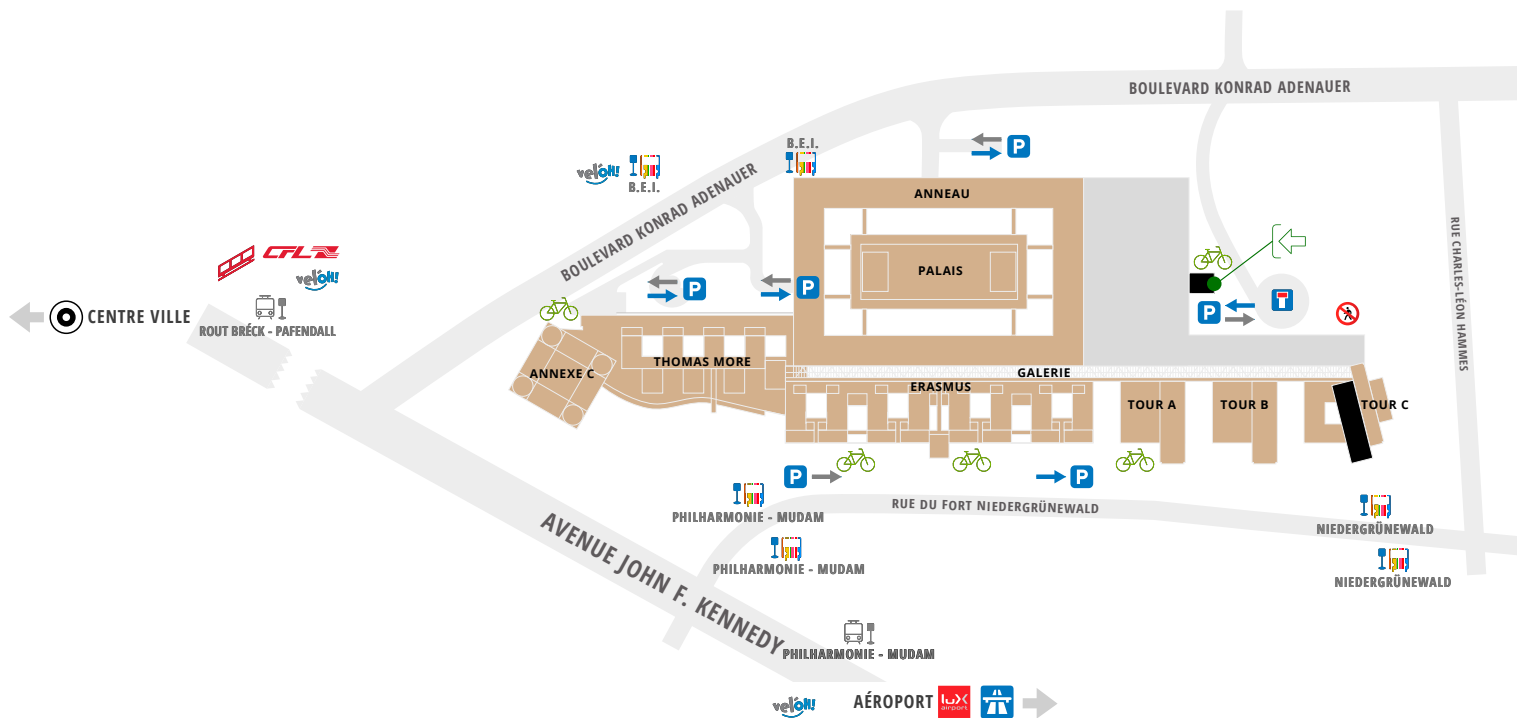 BOULEVARD KONRAD ADENAUER
P
B.E.I.
vel'oh!
B.E.I.
BOULEVARD KONRAD ADENAUER
ANNEAU
RUE CHARLES-LÉON HAMMES
CFL
vel'oh!
PALAIS
P
P
P
CENTRE VILLE
ROUT BRÉCK - PAFENDALL
THOMAS MORE
ANNEXE C
GALERIE
ERASMUS
TOUR A
TOUR B
TOUR C
P
P
PHILHARMONIE - MUDAM
RUE DU FORT NIEDERGRÜNEWALD
NIEDERGRÜNEWALD
AVENUE JOHN F. KENNEDY
PHILHARMONIE - MUDAM
NIEDERGRÜNEWALD
PHILHARMONIE - MUDAM
vel'oh!
AÉROPORT
lux
airport